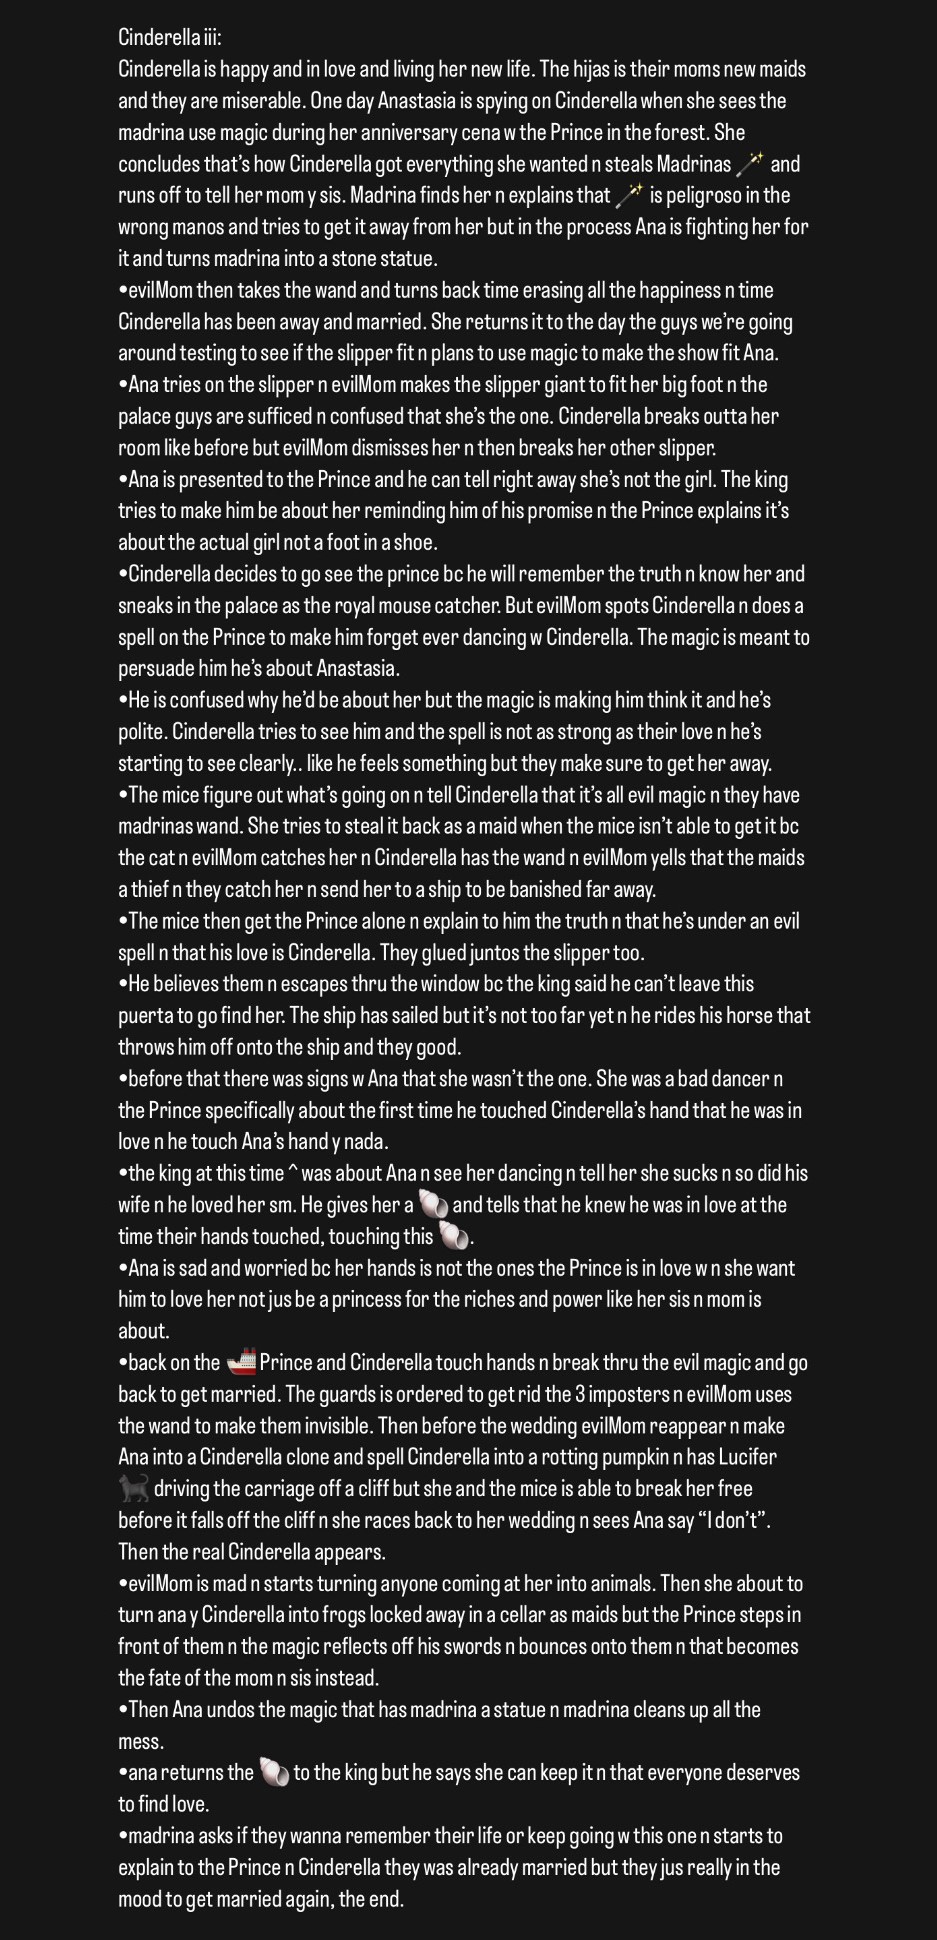 Cinderella iii:
Cinderella is happy and in love and living her new life. The hijas is their moms new maids
and they are miserable. One day Anastasia is spying on Cinderella when she sees the
madrina use magic during her anniversary cena w the Prince in the forest. She
concludes that’s how Cinderella got everything she wanted n steals Madrinas 🪄 and
runs off to tell her mom y sis. Madrina finds her n explains that 🪄 is peligroso in the
wrong manos and tries to get it away from her but in the process Ana is fighting her for
it and turns madrina into a stone statue.
•evilMom then takes the wand and turns back time erasing all the happiness n time
Cinderella has been away and married. She returns it to the day the guys we’re going
around testing to see if the slipper fit n plans to use magic to make the show fit Ana.
•Ana tries on the slipper n evilMom makes the slipper giant to fit her big foot n the
palace guys are sufficed n confused that she’s the one. Cinderella breaks outta her
room like before but evilMom dismisses her n then breaks her other slipper.
•Ana is presented to the Prince and he can tell right away she’s not the girl. The king
tries to make him be about her reminding him of his promise n the Prince explains it’s
about the actual girl not a foot in a shoe.
•Cinderella decides to go see the prince bc he will remember the truth n know her and
sneaks in the palace as the royal mouse catcher. But evilMom spots Cinderella n does a
spell on the Prince to make him forget ever dancing w Cinderella. The magic is meant to
persuade him he’s about Anastasia.
•He is confused why he’d be about her but the magic is making him think it and he’s
polite. Cinderella tries to see him and the spell is not as strong as their love n he’s
starting to see clearly.. like he feels something but they make sure to get her away.
•The mice figure out what’s going on n tell Cinderella that it’s all evil magic n they have
madrinas wand. She tries to steal it back as a maid when the mice isn’t able to get it bc
the cat n evilMom catches her n Cinderella has the wand n evilMom yells that the maids
a thief n they catch her n send her to a ship to be banished far away.
•The mice then get the Prince alone n explain to him the truth n that he’s under an evil
spell n that his love is Cinderella. They glued juntos the slipper too.
•He believes them n escapes thru the window bc the king said he can’t leave this
puerta to go find her. The ship has sailed but it’s not too far yet n he rides his horse that
throws him off onto the ship and they good.
•before that there was signs w Ana that she wasn’t the one. She was a bad dancer n
the Prince specifically about the first time he touched Cinderella’s hand that he was in
love n he touch Ana’s hand y nada.
•the king at this time ^ was about Ana n see her dancing n tell her she sucks n so did his
wife n he loved her sm. He gives her a 🐚 and tells that he knew he was in love at the
time their hands touched, touching this 🐚.
•Ana is sad and worried bc her hands is not the ones the Prince is in love w n she want
him to love her not jus be a princess for the riches and power like her sis n mom is
about.
•back on the 🚢 Prince and Cinderella touch hands n break thru the evil magic and go
back to get married. The guards is ordered to get rid the 3 imposters n evilMom uses
the wand to make them invisible. Then before the wedding evilMom reappear n make
Ana into a Cinderella clone and spell Cinderella into a rotting pumpkin n has Lucifer
🐈‍⬛ driving the carriage off a cliff but she and the mice is able to break her free
before it falls off the cliff n she races back to her wedding n sees Ana say “I don’t”.
Then the real Cinderella appears.
•evilMom is mad n starts turning anyone coming at her into animals. Then she about to
turn ana y Cinderella into frogs locked away in a cellar as maids but the Prince steps in
front of them n the magic reflects off his swords n bounces onto them n that becomes
the fate of the mom n sis instead.
•Then Ana undos the magic that has madrina a statue n madrina cleans up all the
mess.
•ana returns the 🐚 to the king but he says she can keep it n that everyone deserves
to find love.
•madrina asks if they wanna remember their life or keep going w this one n starts to
explain to the Prince n Cinderella they was already married but they jus really in the
mood to get married again, the end.